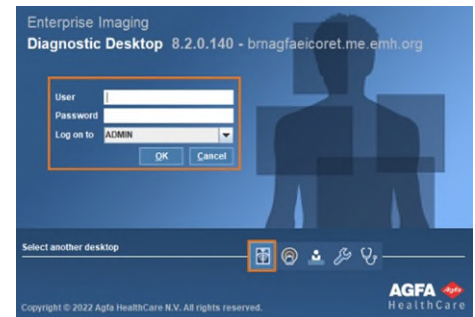 Enterprise Imaging
Diagnostic Desktop 8.2.0.140 - brnagfaeicoret.me.emh.org
User
Password
Log on to ADMIN
OK Cancel
Select another desktop
AGFA
HealthCare
Copyright © 2022 Agfa HealthCare N.V. All rights reserved.